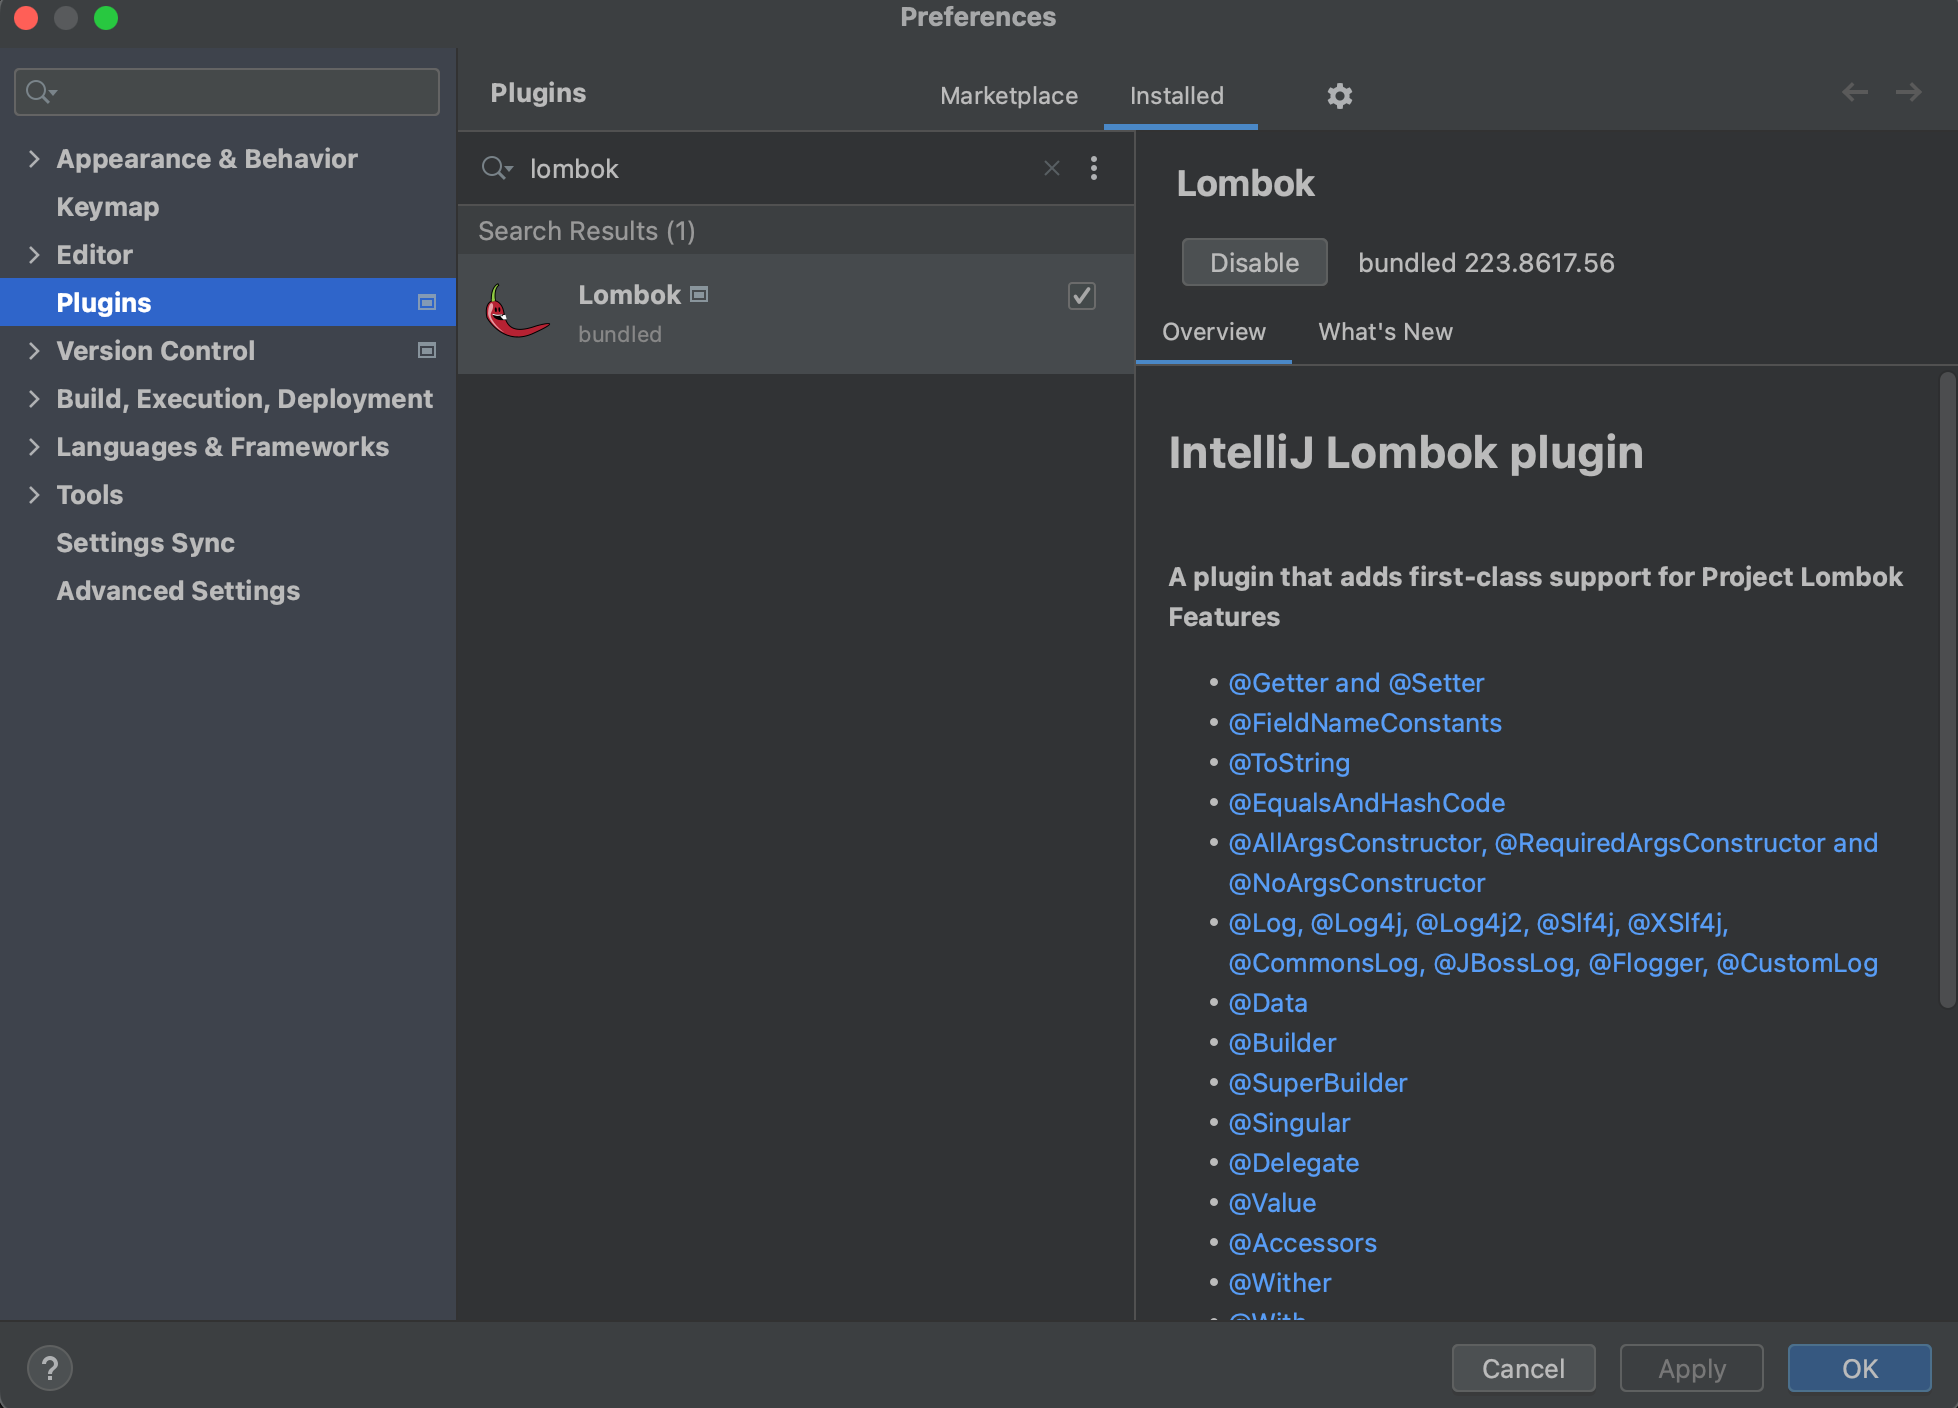 Preferences
Plugins
Marketplace
Installed
Appearance & Behavior
Keymap
Editor
Plugins
Version Control
Build, Execution, Deployment
Languages & Frameworks
Tools
Settings Sync
Advanced Settings
lombok
Search Results (1)
Lombok
bundled
Lombok
Disable
bundled 223.8617.56
Overview
What's New
IntelliJ Lombok plugin
A plugin that adds first-class support for Project Lombok
Features
• @Getter and @Setter
• @FieldNameConstants
• @ToString
• @EqualsAndHashCode
• @AllArgsConstructor, @RequiredArgsConstructor and
@NoArgsConstructor
• @Log, @Log4j, @Log4j2, @Slf4j, @XSlf4j,
@CommonsLog, @JBossLog, @Flogger, @CustomLog
• @Data
• @Builder
• @SuperBuilder
• @Singular
• @Delegate
• @Value
• @Accessors
• @Wither
• @With
?
Cancel
Apply
OK